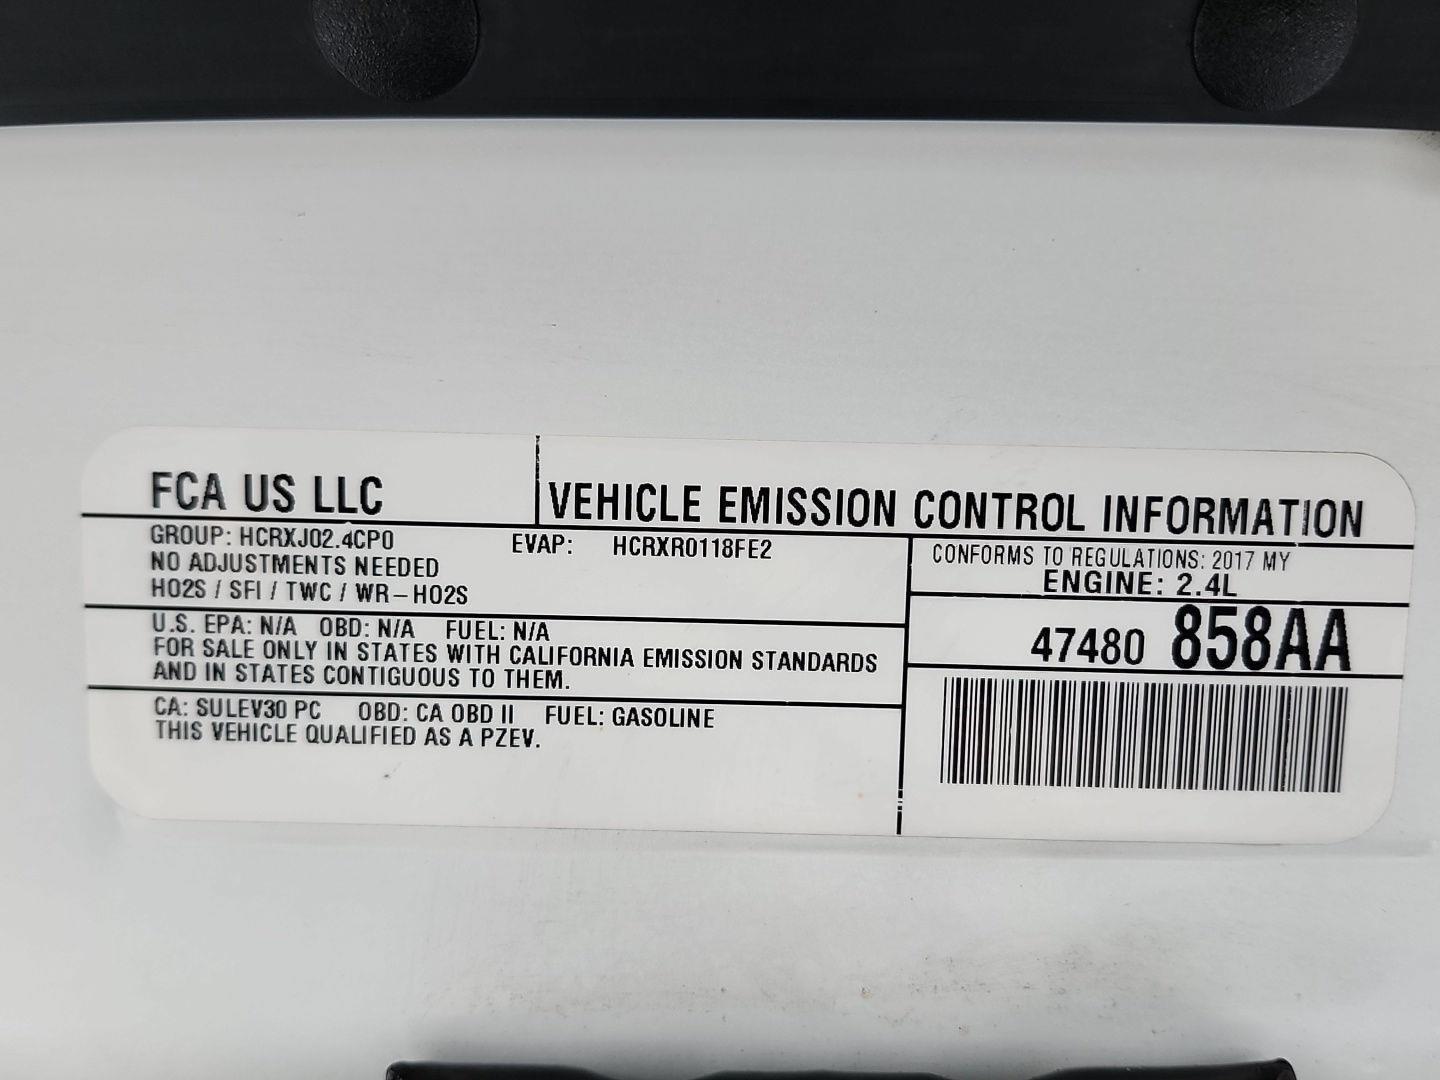 FCA US LLC
VEHICLE EMISSION CONTROL INFORMATION
GROUP: HCRXJ02.4CP0 EVAP: HCRXR0118FE2
NO ADJUSTMENTS NEEDED
HO2S / SFI / TWC / WR-HO2S
U.S. EPA: N/A OBD: N/A FUEL: N/A
FOR SALE ONLY IN STATES WITH CALIFORNIA EMISSION STANDARDS
AND IN STATES CONTIGUOUS TO THEM.
CA: SULEV30 PC OBD: CA OBD II FUEL: GASOLINE
THIS VEHICLE QUALIFIED AS A PZEV.
CONFORMS TO REGULATIONS: 2017 MY
ENGINE: 2.4L
47480 858AA